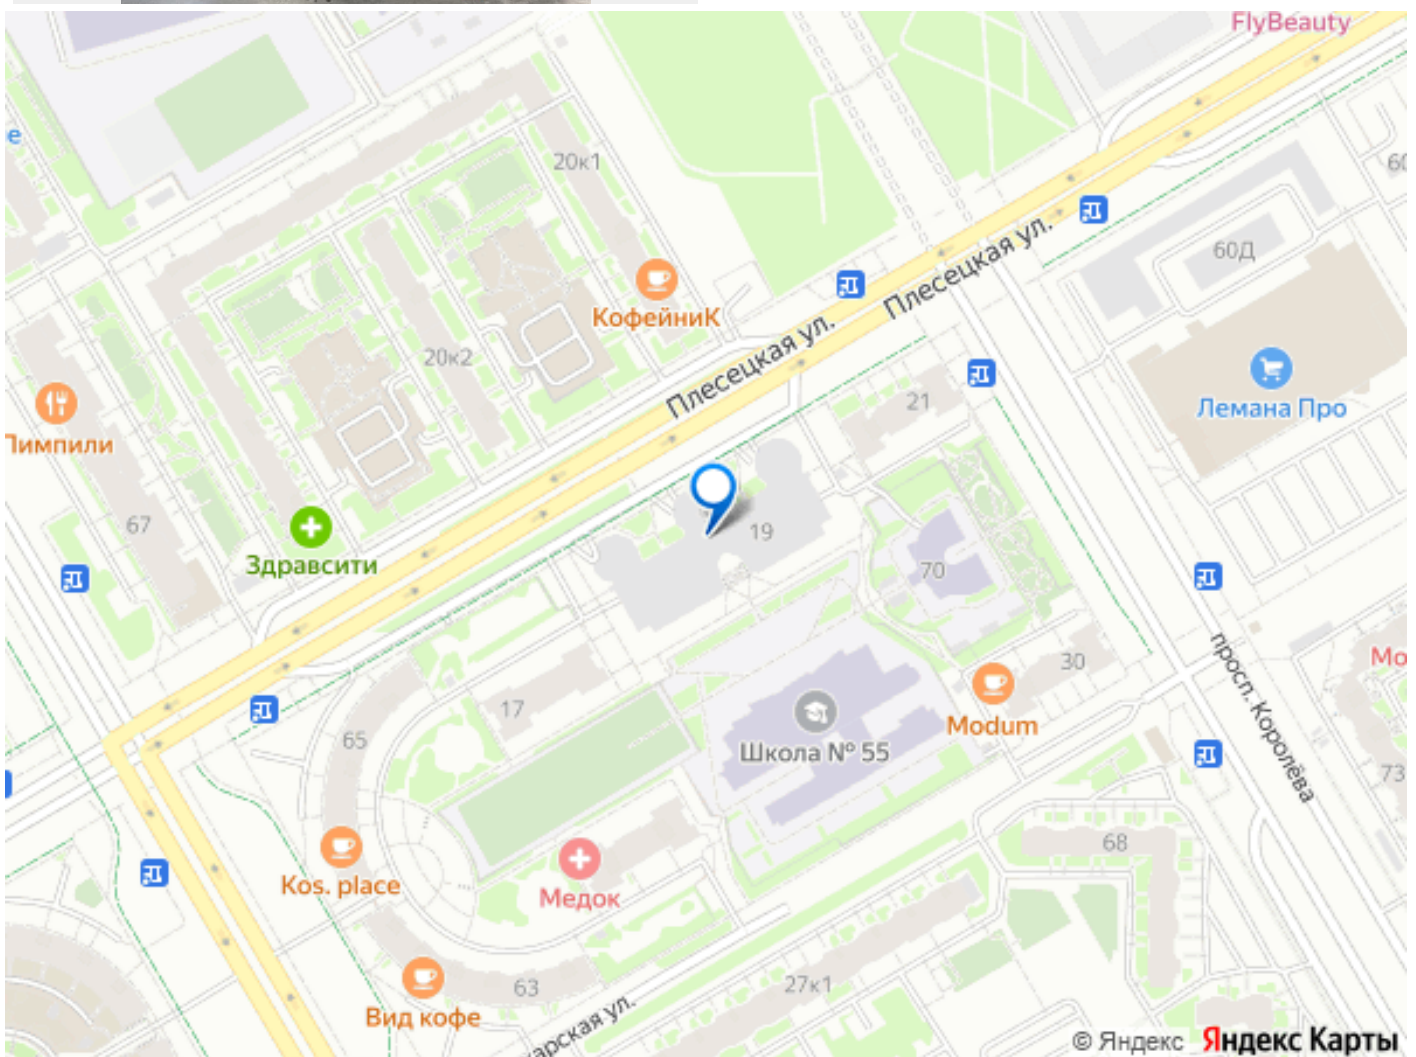 FlyBeauty
20к1
60Д
КофейниК
Плесецкая ул.
20к2
Плесецкая ул.
21
Лемана Про
Пимпили
67
Здравсити
19
70
30
17
65
Modum
Школа № 55
просп. Королёва
73
68
Kos. place
Медок
27к1
63
Вид кофе
© Яндекс Яндекс Карты